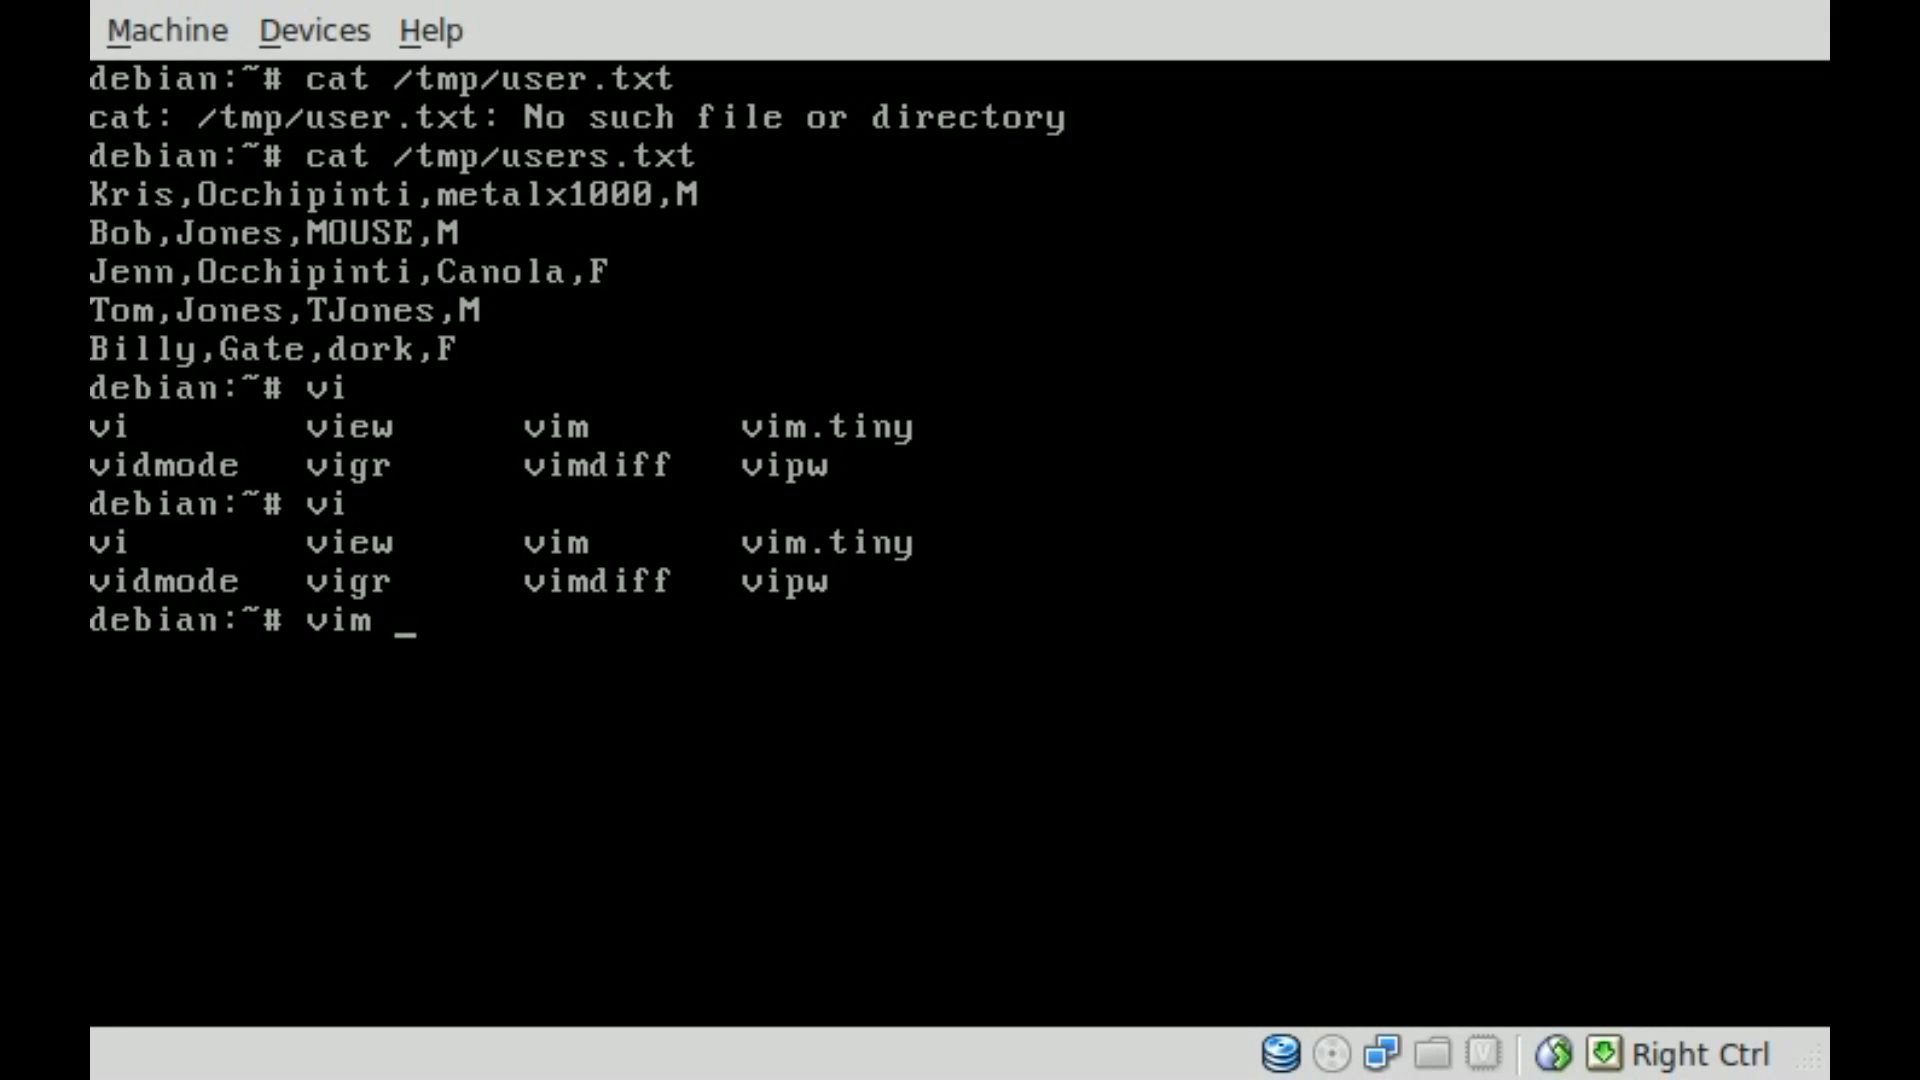 Machine Devices Help
debian:~# cat /tmp/user.txt
cat: /tmp/user.txt: No such file or directory
debian:~# cat /tmp/users.txt
Kris,Occhipinti,metalx1000,M
Bob,Jones,MOUSE,M
Jenn,Occhipinti,Canola,F
Tom,Jones,TJones,M
Billy,Gate,dork,F
debian:~# vi
vi view vim vim.tiny
vidmode vigr vimdiff vipw
debian:~# vi
vi view vim vim.tiny
vidmode vigr vimdiff vipw
debian:~# vim _
Right Ctrl